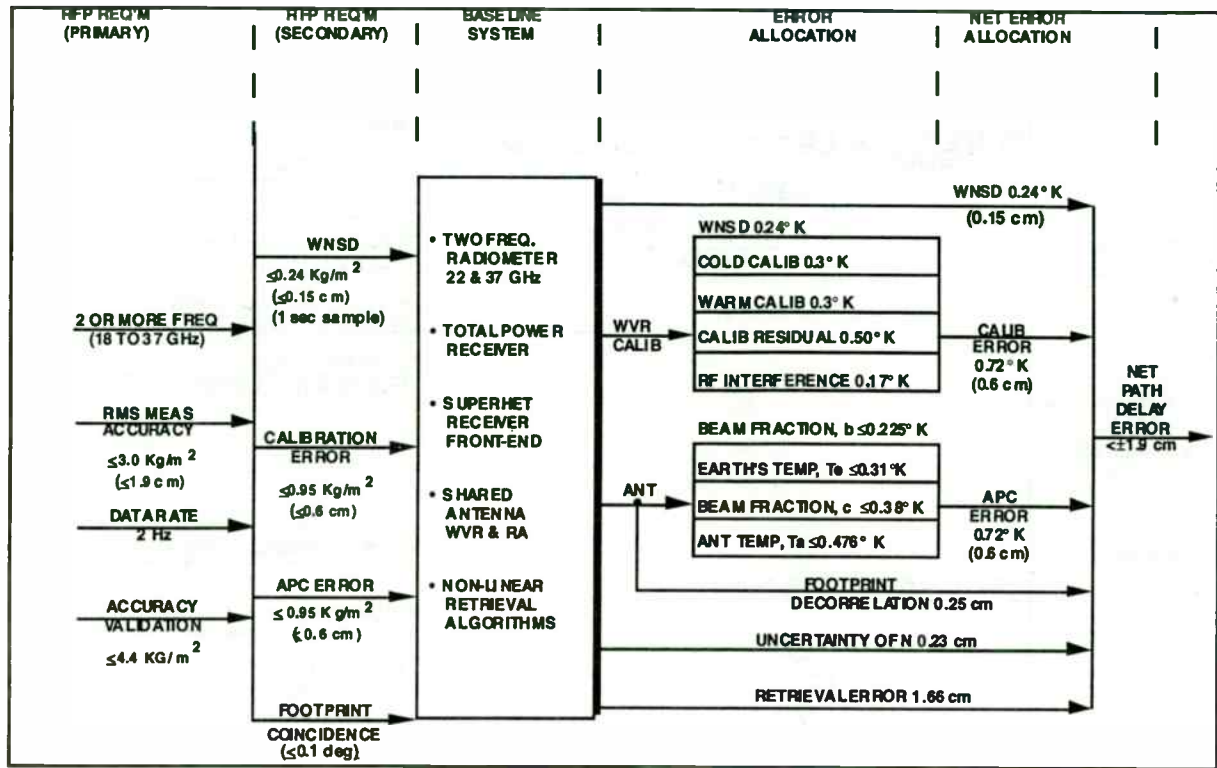 RFP REQ'M
(PRIMARY)
RFP REQ'M
(SECONDARY)
BASE LINE
SYSTEM
ERROR
ALLOCATION
NET ERROR
ALLOCATION
2 OR MORE FREQ
(18 TO 37 GHz)
RMS MEAS
ACCURACY
≤3.0 Kg/m 2
(≤1.9 cm)
DATA RATE
2 Hz
ACCURACY
VALIDATION
≤4.4 KG/m 2
WNSD
≤0.24 Kg/m 2
(≤0.15 cm)
(1 sec sample)
CALIBRATION
ERROR
≤0.95 Kg/m 2
(≤0.6 cm)
APC ERROR
≤0.95 Kg/m 2
(≤0.6 cm)
FOOTPRINT
COINCIDENCE
(≤0.1 deg)
• TWO FREQ.
RADIOMETER
22 & 37 GHz
• TOTAL POWER
RECEIVER
• SUPERHET
RECEIVER
FRONT-END
• SHARED
ANTENNA
WVR & RA
• NON-LINEAR
RETRIEVAL
ALGORITHMS
WVR
CALIB
ANT
WNSD 0.24° K
COLD CALIB 0.3° K
WARM CALIB 0.3° K
CALIB RESIDUAL 0.50° K
RF INTERFERENCE 0.17° K
BEAM FRACTION, b ≤0.225° K
EARTH'S TEMP, Te ≤0.31°K
BEAM FRACTION, c ≤0.38° K
ANT TEMP, Ta ≤0.476° K
WNSD 0.24° K
(0.15 cm)
CALIB
ERROR
0.72° K
(0.6 cm)
APC
ERROR
0.72° K
(0.6 cm)
FOOTPRINT
DECORRELATION 0.25 cm
UNCERTAINTY OF N 0.23 cm
RETRIEVAL ERROR 1.66 cm
NET
PATH
DELAY
ERROR
<±1.9 cm